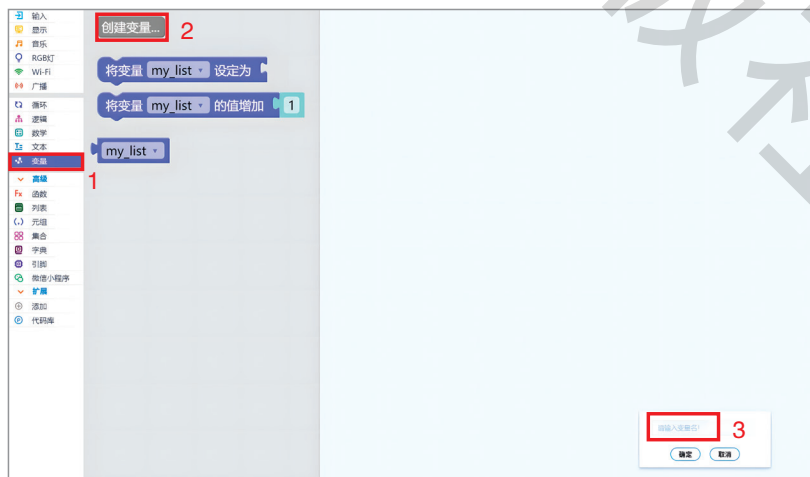 输入
显示
音乐
RGB灯
Wi-Fi
广播
循环
逻辑
数学
文本
变量
高级
函数
列表
元组
集合
字典
引脚
微信小程序
扩展
添加
代码库
1
创建变量...
2
将变量 my_list 设定为
将变量 my_list 的值增加 1
my_list
请输入变量名!
3
确定 取消